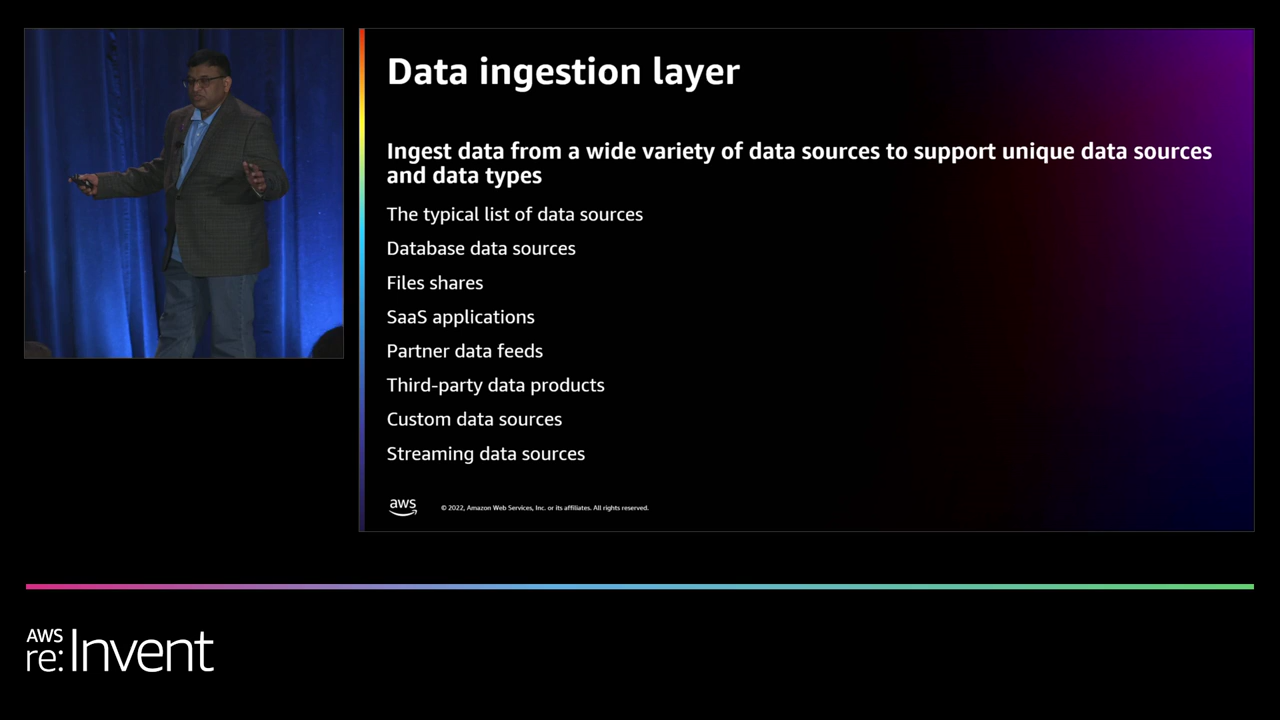 Data ingestion layer
Ingest data from a wide variety of data sources to support unique data sources
and data types
The typical list of data sources
Database data sources
Files shares
SaaS applications
Partner data feeds
Third-party data products
Custom data sources
Streaming data sources
aws
© 2022, Amazon Web Services, Inc. or its affiliates. All rights reserved.
AWS
re:Invent